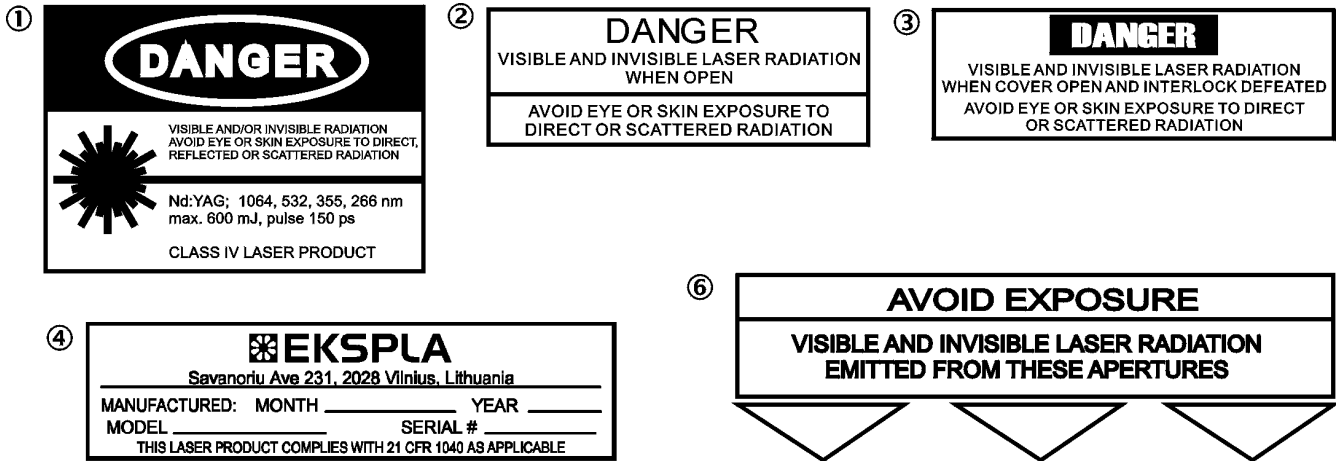 ①
DANGER
VISIBLE AND/OR INVISIBLE RADIATION
AVOID EYE OR SKIN EXPOSURE TO DIRECT,
REFLECTED OR SCATTERED RADIATION
Nd:YAG; 1064, 532, 355, 266 nm
max. 600 mJ, pulse 150 ps
CLASS IV LASER PRODUCT
②
DANGER
VISIBLE AND INVISIBLE LASER RADIATION
WHEN OPEN
AVOID EYE OR SKIN EXPOSURE TO
DIRECT OR SCATTERED RADIATION
③
DANGER
VISIBLE AND INVISIBLE LASER RADIATION
WHEN COVER OPEN AND INTERLOCK DEFEATED
AVOID EYE OR SKIN EXPOSURE TO DIRECT
OR SCATTERED RADIATION
④
EKSPLA
Savanoriu Ave 231, 2028 Vilnius, Lithuania
MANUFACTURED: MONTH ____________ YEAR _______
MODEL ____________ SERIAL # ____________
THIS LASER PRODUCT COMPLIES WITH 21 CFR 1040 AS APPLICABLE
⑥
AVOID EXPOSURE
VISIBLE AND INVISIBLE LASER RADIATION
EMITTED FROM THESE APERTURES